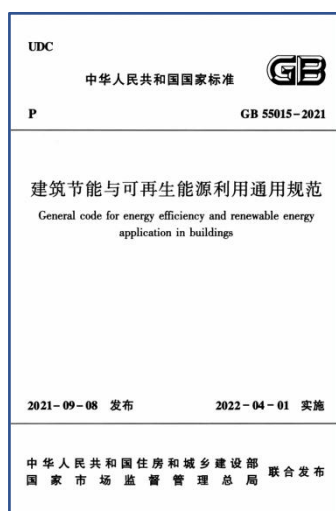 UDC
中华人民共和国国家标准 GB
P GB 55015-2021
建筑节能与可再生能源利用通用规范
General code for energy efficiency and renewable energy
application in buildings
2021-09-08 发布 2022-04-01 实施
中华人民共和国住房和城乡建设部
国家市场监督管理总局 联合发布